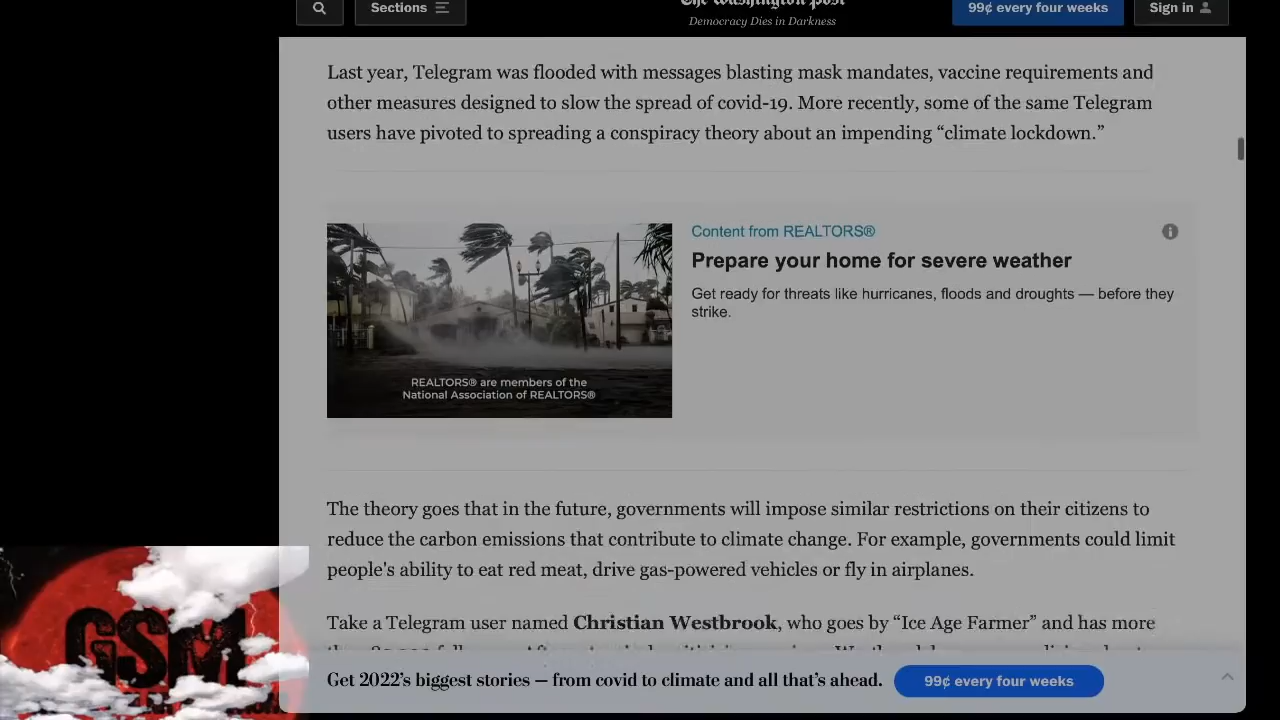 Sections
The Washington Post
Democracy Dies in Darkness
99¢ every four weeks
Sign in
Last year, Telegram was flooded with messages blasting mask mandates, vaccine requirements and
other measures designed to slow the spread of covid-19. More recently, some of the same Telegram
users have pivoted to spreading a conspiracy theory about an impending “climate lockdown.”
Content from REALTORS®
Prepare your home for severe weather
Get ready for threats like hurricanes, floods and droughts — before they
strike.
REALTORS® are members of the
National Association of REALTORS®
The theory goes that in the future, governments will impose similar restrictions on their citizens to
reduce the carbon emissions that contribute to climate change. For example, governments could limit
people's ability to eat red meat, drive gas-powered vehicles or fly in airplanes.
Take a Telegram user named Christian Westbrook, who goes by “Ice Age Farmer” and has more
GSM
Get 2022’s biggest stories — from covid to climate and all that’s ahead.
99¢ every four weeks